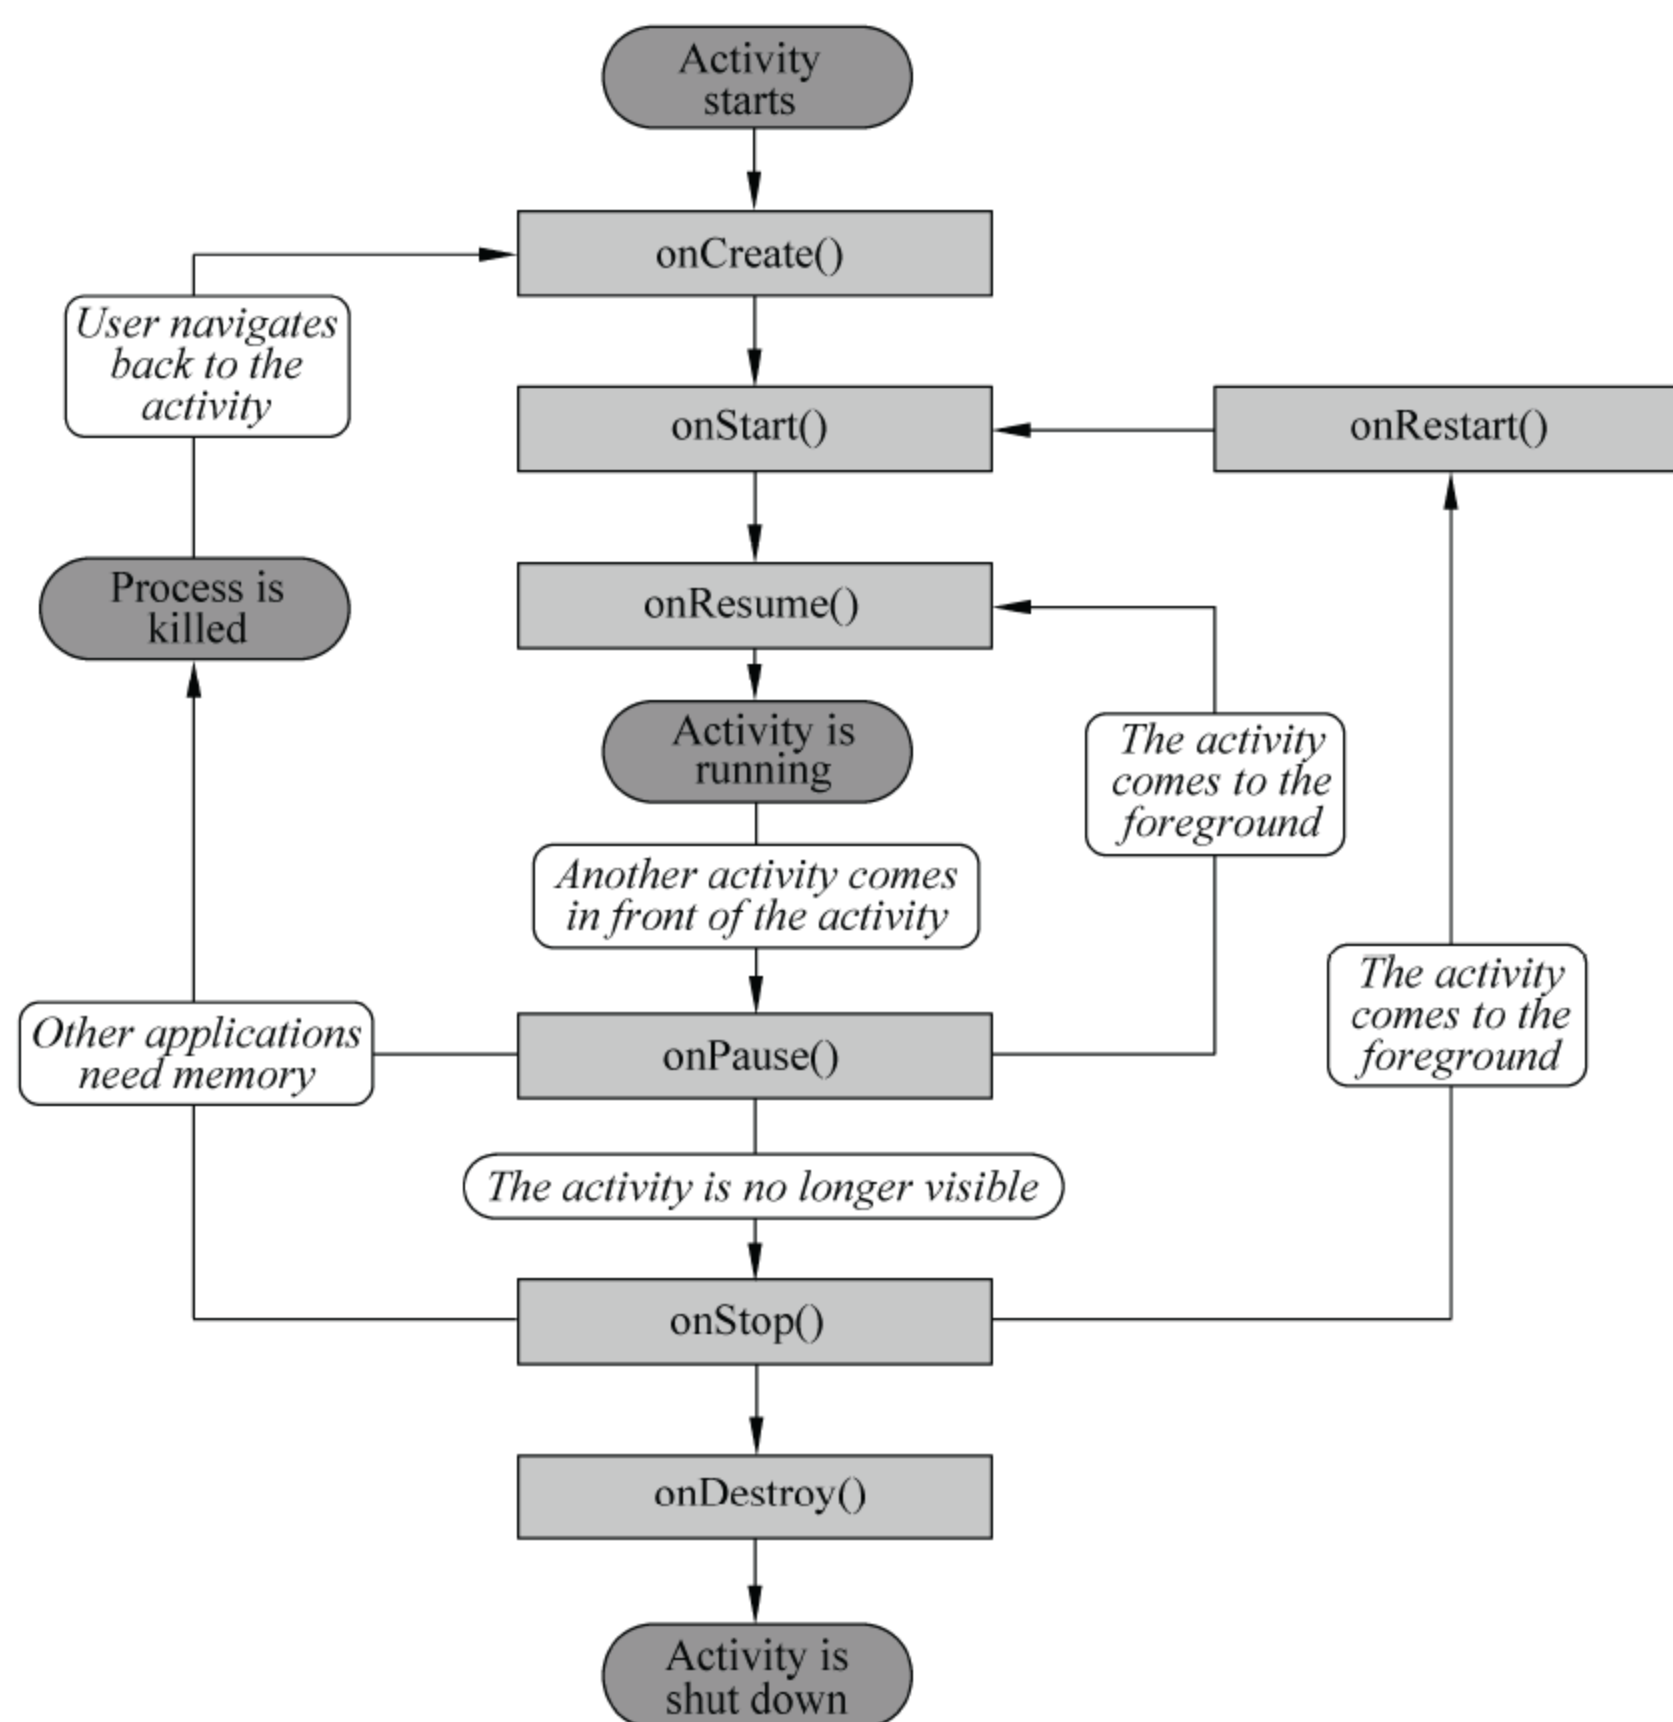 Activity
starts
onCreate()
User navigates
back to the
activity
onStart()
onRestart()
Process is
killed
onResume()
Activity is
running
The activity
comes to the
foreground
Another activity comes
in front of the activity
The activity
comes to the
foreground
Other applications
need memory
onPause()
The activity is no longer visible
onStop()
onDestroy()
Activity is
shut down